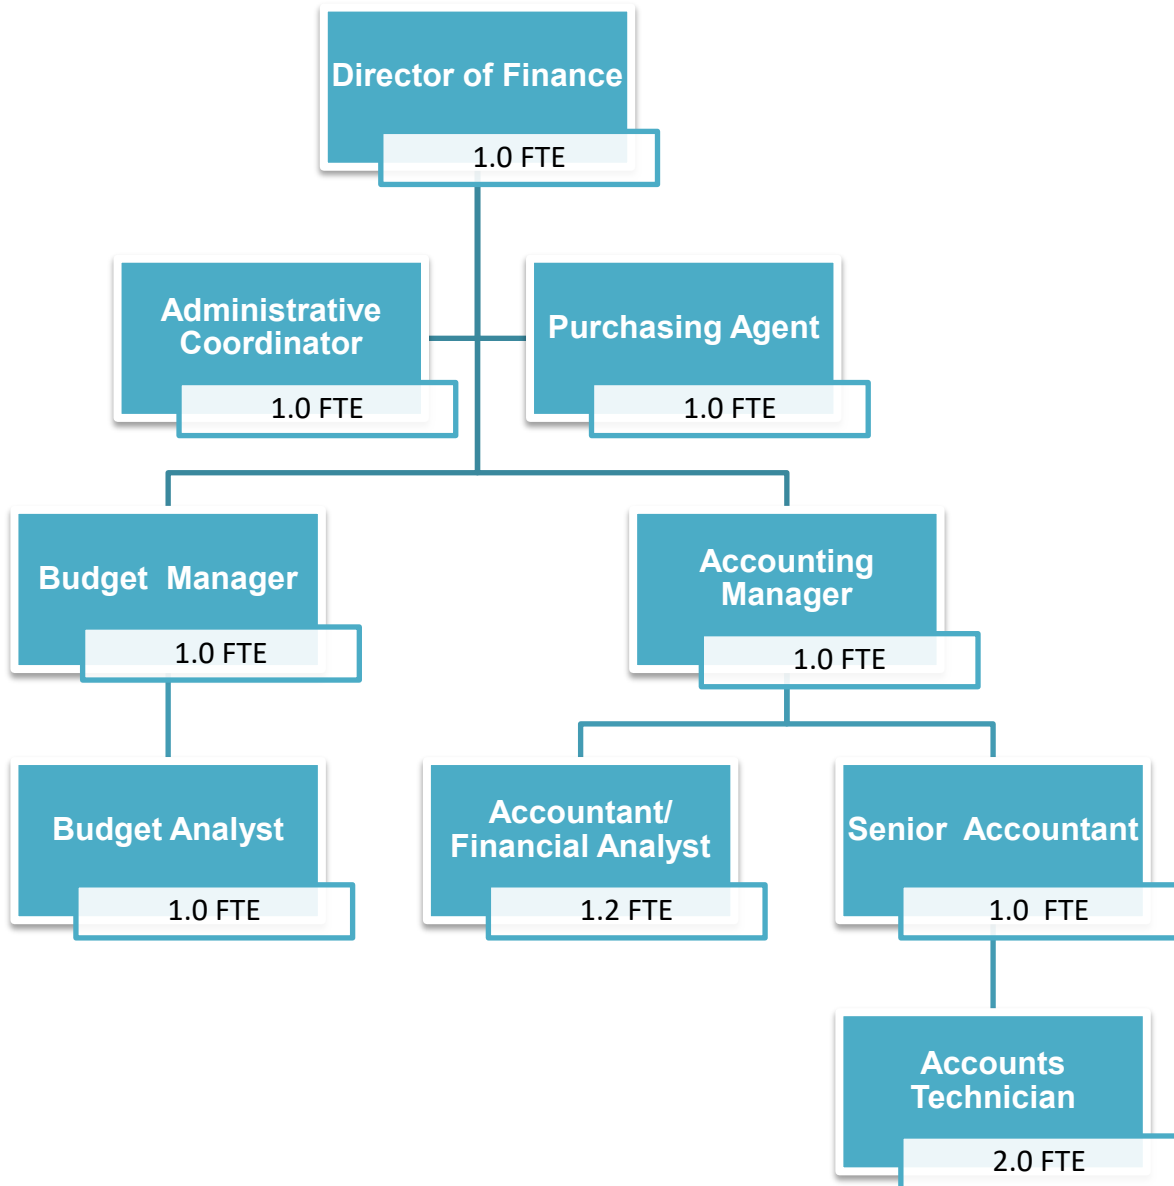 Director of Finance
1.0 FTE
Administrative
Coordinator
1.0 FTE
Purchasing Agent
1.0 FTE
Budget  Manager
1.0 FTE
Accounting
Manager
1.0 FTE
Budget Analyst
1.0 FTE
Accountant/
Financial Analyst
1.2 FTE
Senior  Accountant
1.0  FTE
Accounts
Technician
2.0 FTE